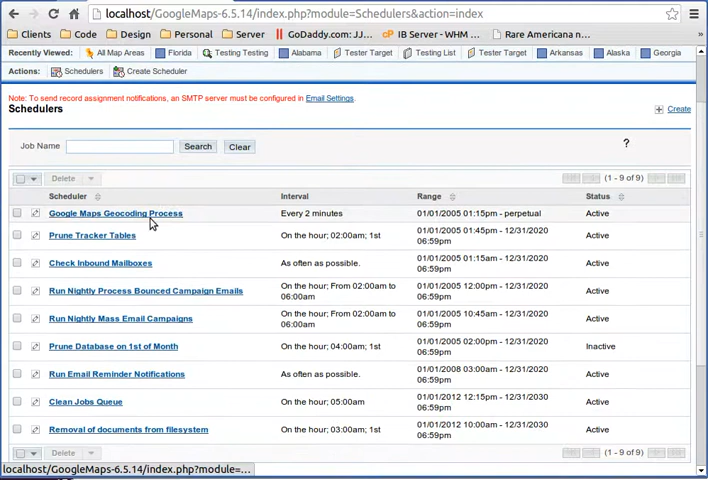 localhost/GoogleMaps-6.5.14/index.php?module=Schedulers&action=index
Clients Code Design Personal Server GoDaddy.com: JJ... IB Server - WHM ... Rare Americana n...
Recently Viewed: All Map Areas Florida Testing Testing Alabama Tester Target Testing List Tester Target Arkansas Alaska Georgia
Actions: Schedulers Create Scheduler
Note: To send record assignment notifications, an SMTP server must be configured in Email Settings.
Schedulers
Create
Job Name Search Clear ?
Delete (1 - 9 of 9)
Scheduler Interval Range Status
Google Maps Geocoding Process Every 2 minutes 01/01/2005 01:15pm - perpetual Active
Prune Tracker Tables On the hour; 02:00am; 1st 01/01/2005 01:45pm - 12/31/2020 06:59pm Active
Check Inbound Mailboxes As often as possible. 01/01/2005 01:15am - 12/31/2020 06:59pm Active
Run Nightly Process Bounced Campaign Emails On the hour; From 02:00am to 06:00am 01/01/2005 12:00pm - 12/31/2020 06:59pm Active
Run Nightly Mass Email Campaigns On the hour; From 02:00am to 06:00am 01/01/2005 10:45am - 12/31/2020 06:59pm Active
Prune Database on 1st of Month On the hour; 04:00am; 1st 01/01/2005 02:00pm - 12/31/2020 06:59pm Inactive
Run Email Reminder Notifications As often as possible. 01/01/2008 03:00am - 12/31/2020 06:59pm Active
Clean Jobs Queue On the hour; 05:00am 01/01/2012 12:15pm - 12/31/2030 06:59pm Active
Removal of documents from filesystem On the hour; 03:00am; 1st 01/01/2012 10:00am - 12/31/2030 06:59pm Active
Delete (1 - 9 of 9)
localhost/GoogleMaps-6.5.14/index.php?module=...